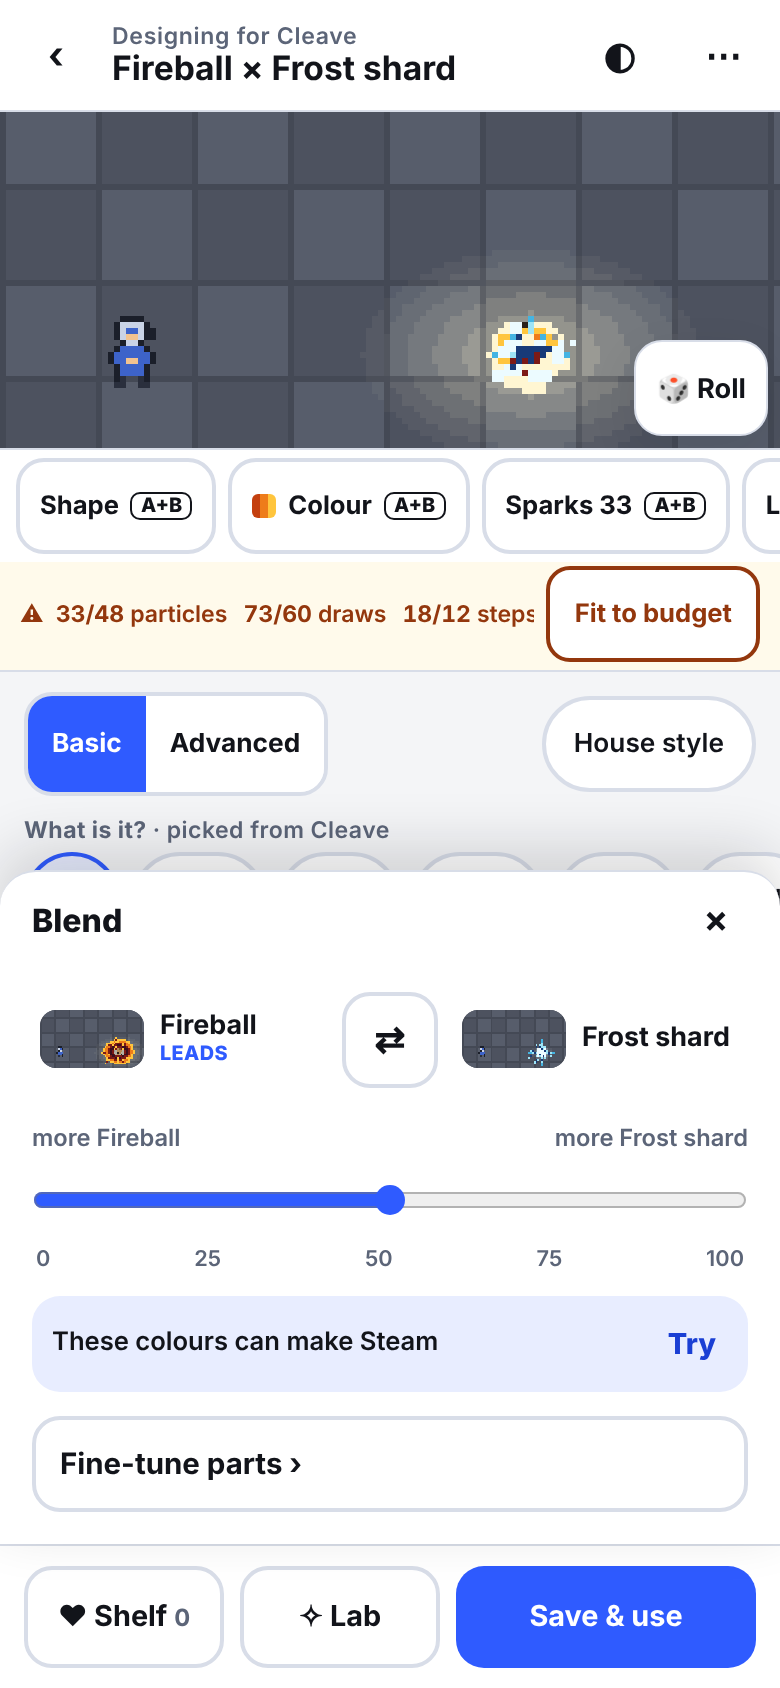 Designing for Cleave
Fireball × Frost shard
Roll
Shape A+B
Colour A+B
Sparks 33 A+B
L
33/48 particles 73/60 draws 18/12 steps
Fit to budget
Basic
Advanced
House style
What is it? · picked from Cleave
Blend
Fireball
LEADS
Frost shard
more Fireball
more Frost shard
0 25 50 75 100
These colours can make Steam
Try
Fine-tune parts ›
Shelf 0
Lab
Save & use